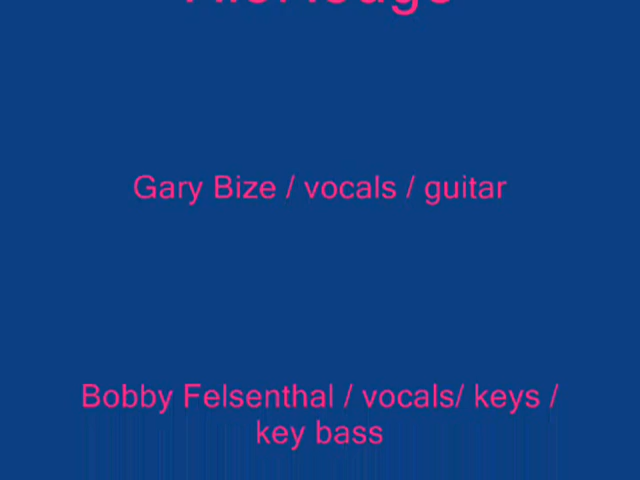 Gary Bize / vocals / guitar
Bobby Felsenthal / vocals/ keys /
key bass